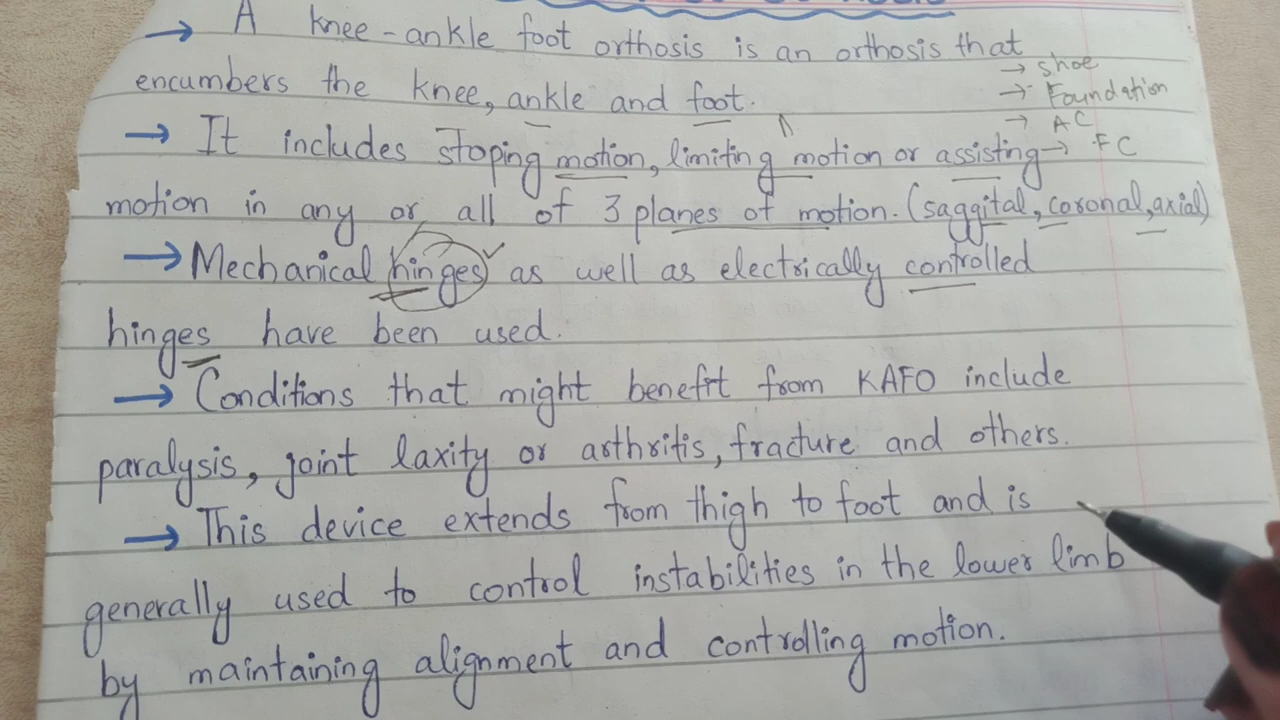 → A knee-ankle foot orthosis is an orthosis that
encumbers the knee, ankle and foot.
→ shoe
→ Foundation
→ AC
→ FC
→ It includes stoping motion, limiting motion or assisting
motion in any or all of 3 planes of motion. (saggital, coronal, axial)
→ Mechanical hinges as well as electrically controlled
hinges have been used.
→ Conditions that might benefit from KAFO include
paralysis, joint laxity or arthritis, fracture and others.
→ This device extends from thigh to foot and is
generally used to control instabilities in the lower limb
by maintaining alignment and controlling motion.